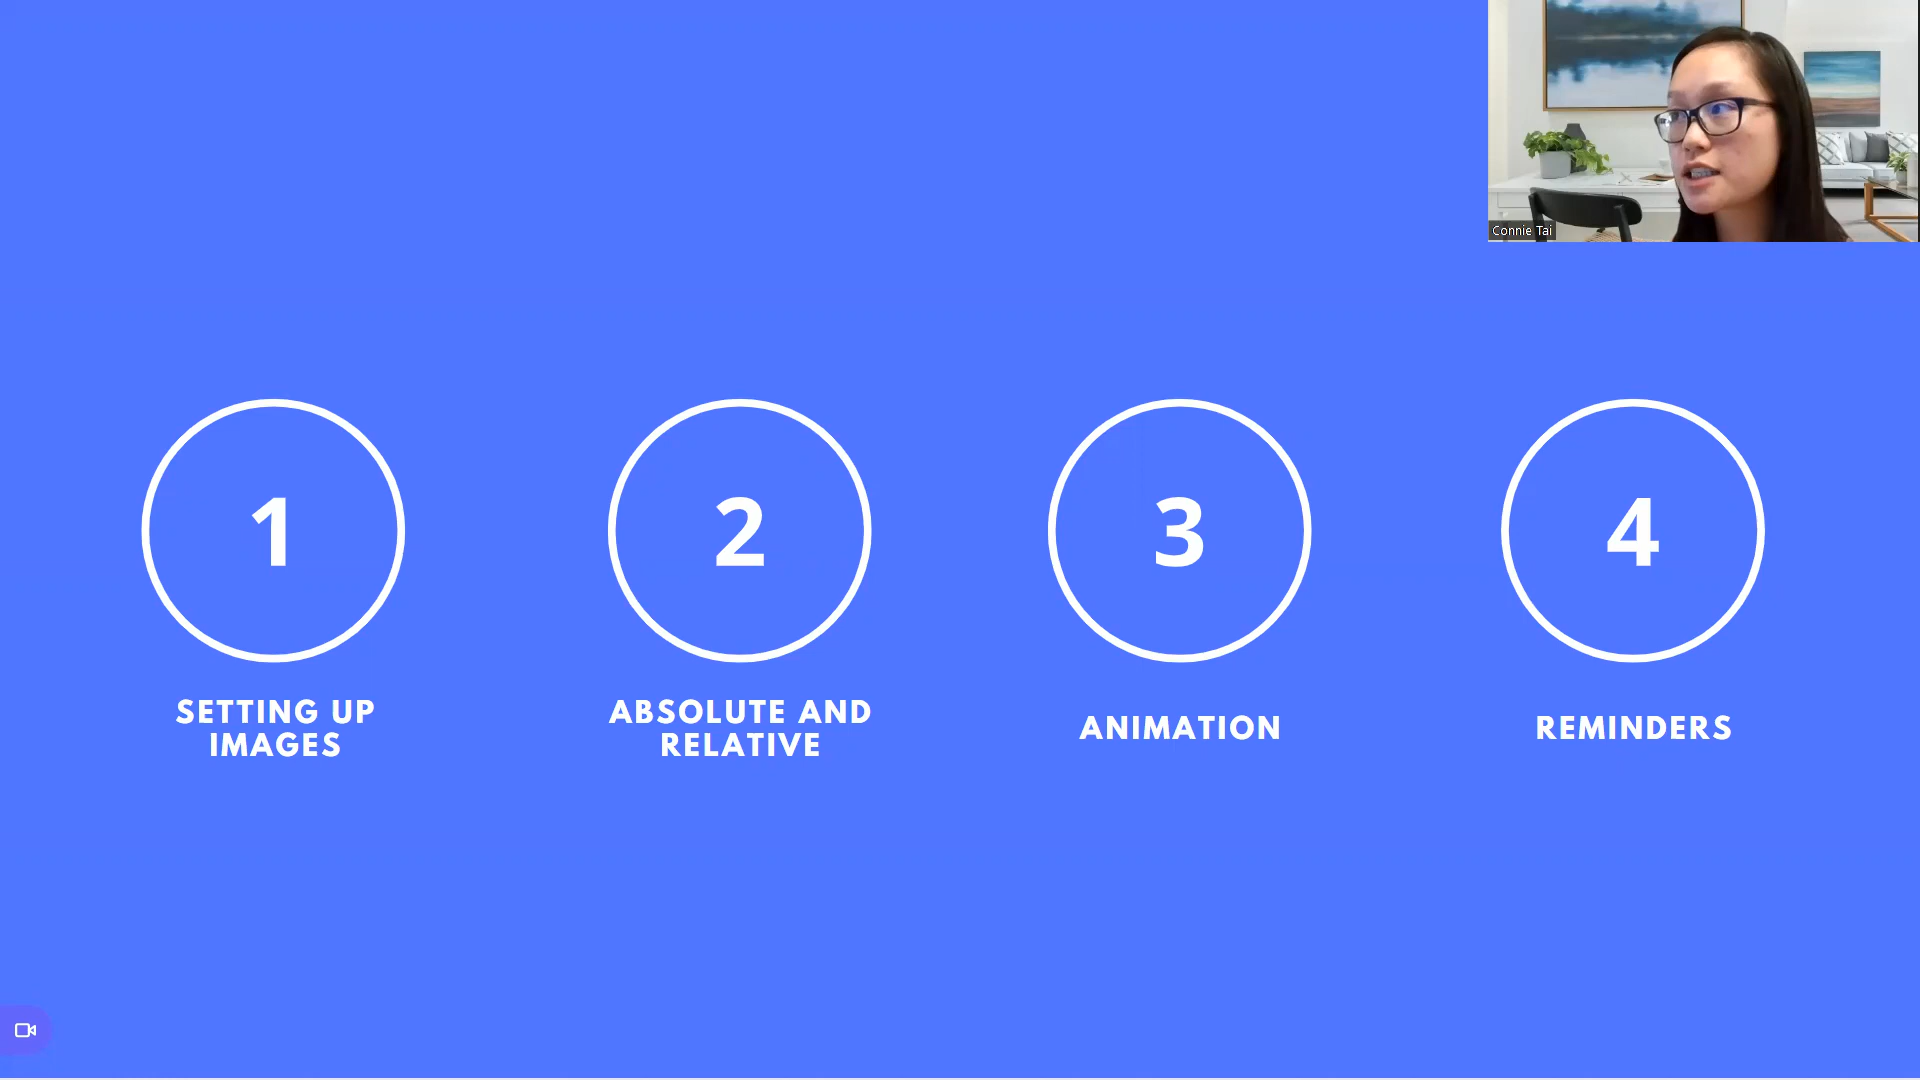 Connie Tai
1
2
3
4
SETTING UP
IMAGES
ABSOLUTE AND
RELATIVE
ANIMATION
REMINDERS